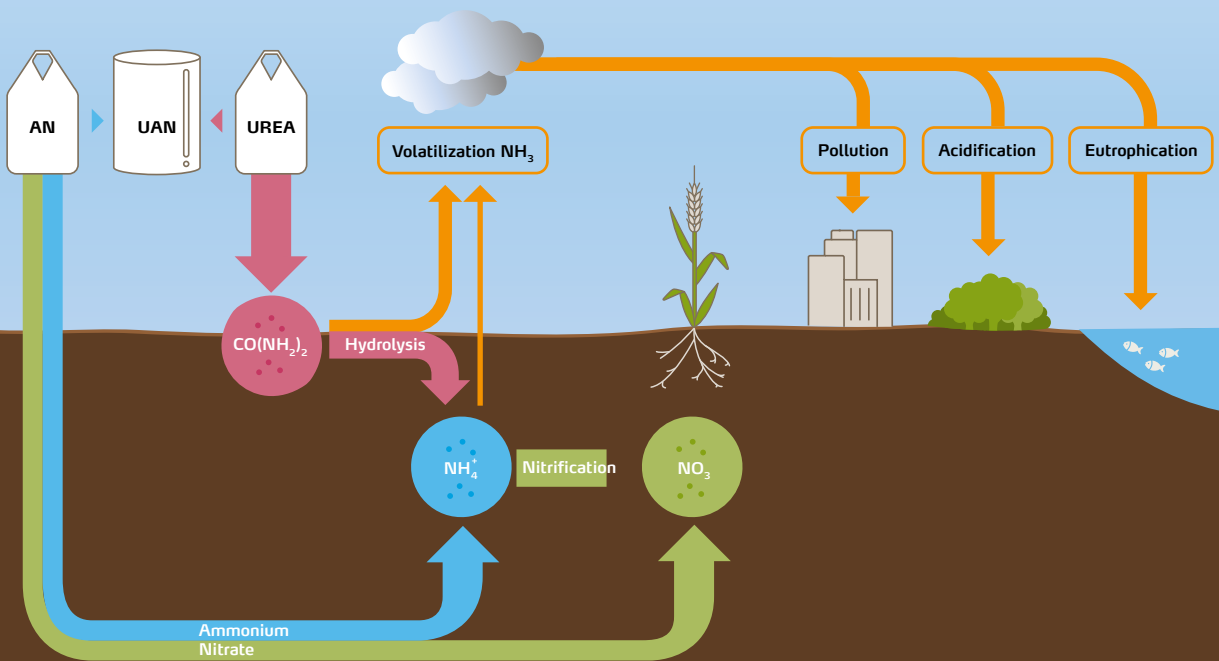 AN
UAN
UREA
Volatilization NH₃
Pollution
Acidification
Eutrophication
CO(NH₂)₂
Hydrolysis
NH₄⁺
Nitrification
NO₃
Ammonium
Nitrate